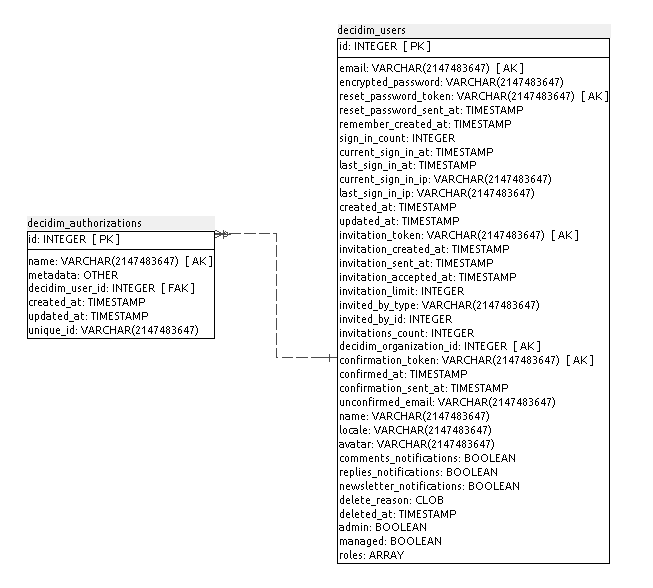 decidim_users
id: INTEGER [ PK ]
email: VARCHAR(2147483647) [ AK ]
encrypted_password: VARCHAR(2147483647)
reset_password_token: VARCHAR(2147483647) [ AK ]
reset_password_sent_at: TIMESTAMP
remember_created_at: TIMESTAMP
sign_in_count: INTEGER
current_sign_in_at: TIMESTAMP
last_sign_in_at: TIMESTAMP
current_sign_in_ip: VARCHAR(2147483647)
last_sign_in_ip: VARCHAR(2147483647)
created_at: TIMESTAMP
updated_at: TIMESTAMP
invitation_token: VARCHAR(2147483647) [ AK ]
invitation_created_at: TIMESTAMP
invitation_sent_at: TIMESTAMP
invitation_accepted_at: TIMESTAMP
invitation_limit: INTEGER
invited_by_type: VARCHAR(2147483647)
invited_by_id: INTEGER
invitations_count: INTEGER
decidim_organization_id: INTEGER [ AK ]
confirmation_token: VARCHAR(2147483647) [ AK ]
confirmed_at: TIMESTAMP
confirmation_sent_at: TIMESTAMP
unconfirmed_email: VARCHAR(2147483647)
name: VARCHAR(2147483647)
locale: VARCHAR(2147483647)
avatar: VARCHAR(2147483647)
comments_notifications: BOOLEAN
replies_notifications: BOOLEAN
newsletter_notifications: BOOLEAN
delete_reason: CLOB
deleted_at: TIMESTAMP
admin: BOOLEAN
managed: BOOLEAN
roles: ARRAY
decidim_authorizations
id: INTEGER [ PK ]
name: VARCHAR(2147483647) [ AK ]
metadata: OTHER
decidim_user_id: INTEGER [ FAK ]
created_at: TIMESTAMP
updated_at: TIMESTAMP
unique_id: VARCHAR(2147483647)